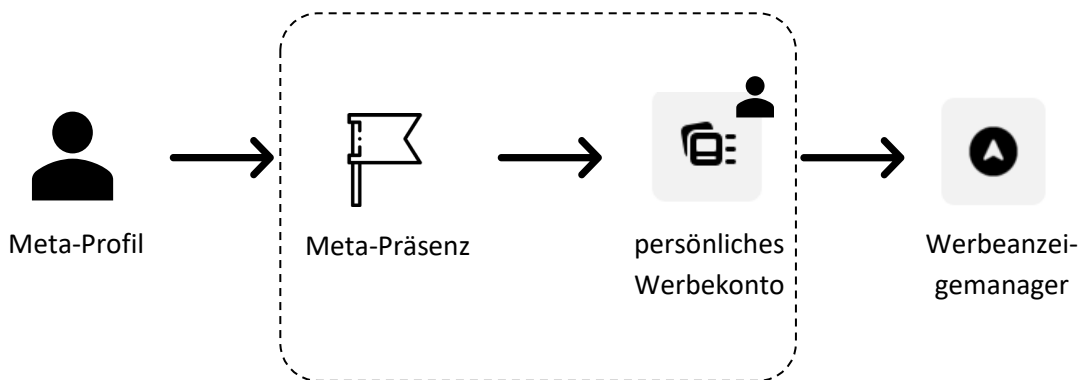 Meta-Profil
Meta-Präsenz
persönliches
Werbekonto
Werbeanzei-
gemanager